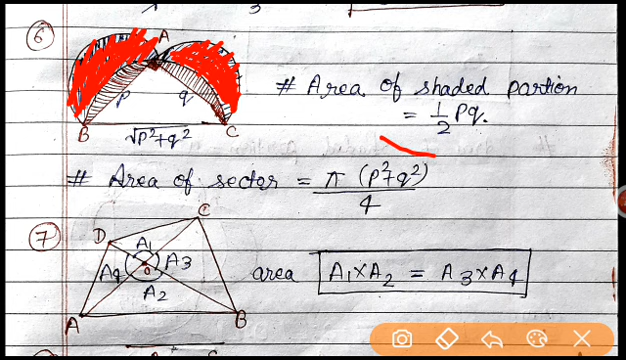 6
A
p
q
B
C
√p²+q²
# Area of shaded partion
= 1/2 pq.
# Area of sector = π (p²+q²)/4
7
C
D
A1
A4
A3
o
A2
A
B
area A1×A2 = A3×A4